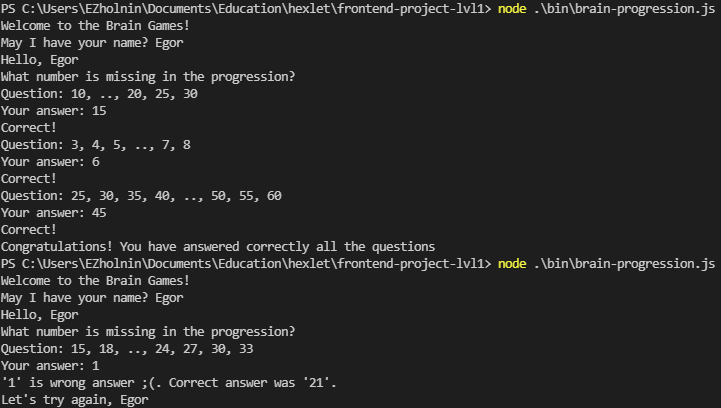 PS C:\Users\EZholnin\Documents\Education\hexlet\frontend-project-lvl1> node .\bin\brain-progression.js
Welcome to the Brain Games!
May I have your name? Egor
Hello, Egor
What number is missing in the progression?
Question: 10, .., 20, 25, 30
Your answer: 15
Correct!
Question: 3, 4, 5, .., 7, 8
Your answer: 6
Correct!
Question: 25, 30, 35, 40, .., 50, 55, 60
Your answer: 45
Correct!
Congratulations! You have answered correctly all the questions
PS C:\Users\EZholnin\Documents\Education\hexlet\frontend-project-lvl1> node .\bin\brain-progression.js
Welcome to the Brain Games!
May I have your name? Egor
Hello, Egor
What number is missing in the progression?
Question: 15, 18, .., 24, 27, 30, 33
Your answer: 1
'1' is wrong answer ;(. Correct answer was '21'.
Let's try again, Egor